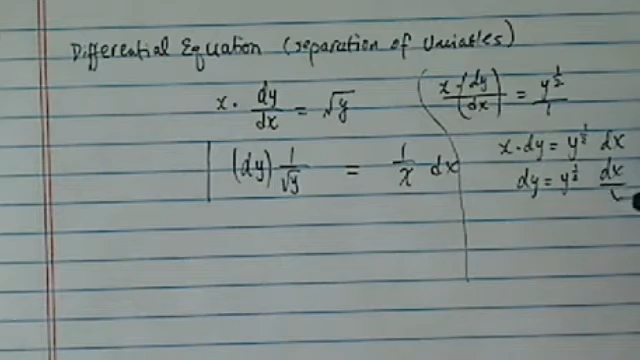 Differential Equation (separation of variables)
x · dy/dx = √y
(dy) 1/√y = 1/x dx
x · dy/(dx) = y^(1/2)/1
x · dy = y^(1/2) dx
dy = y^(1/2) dx/